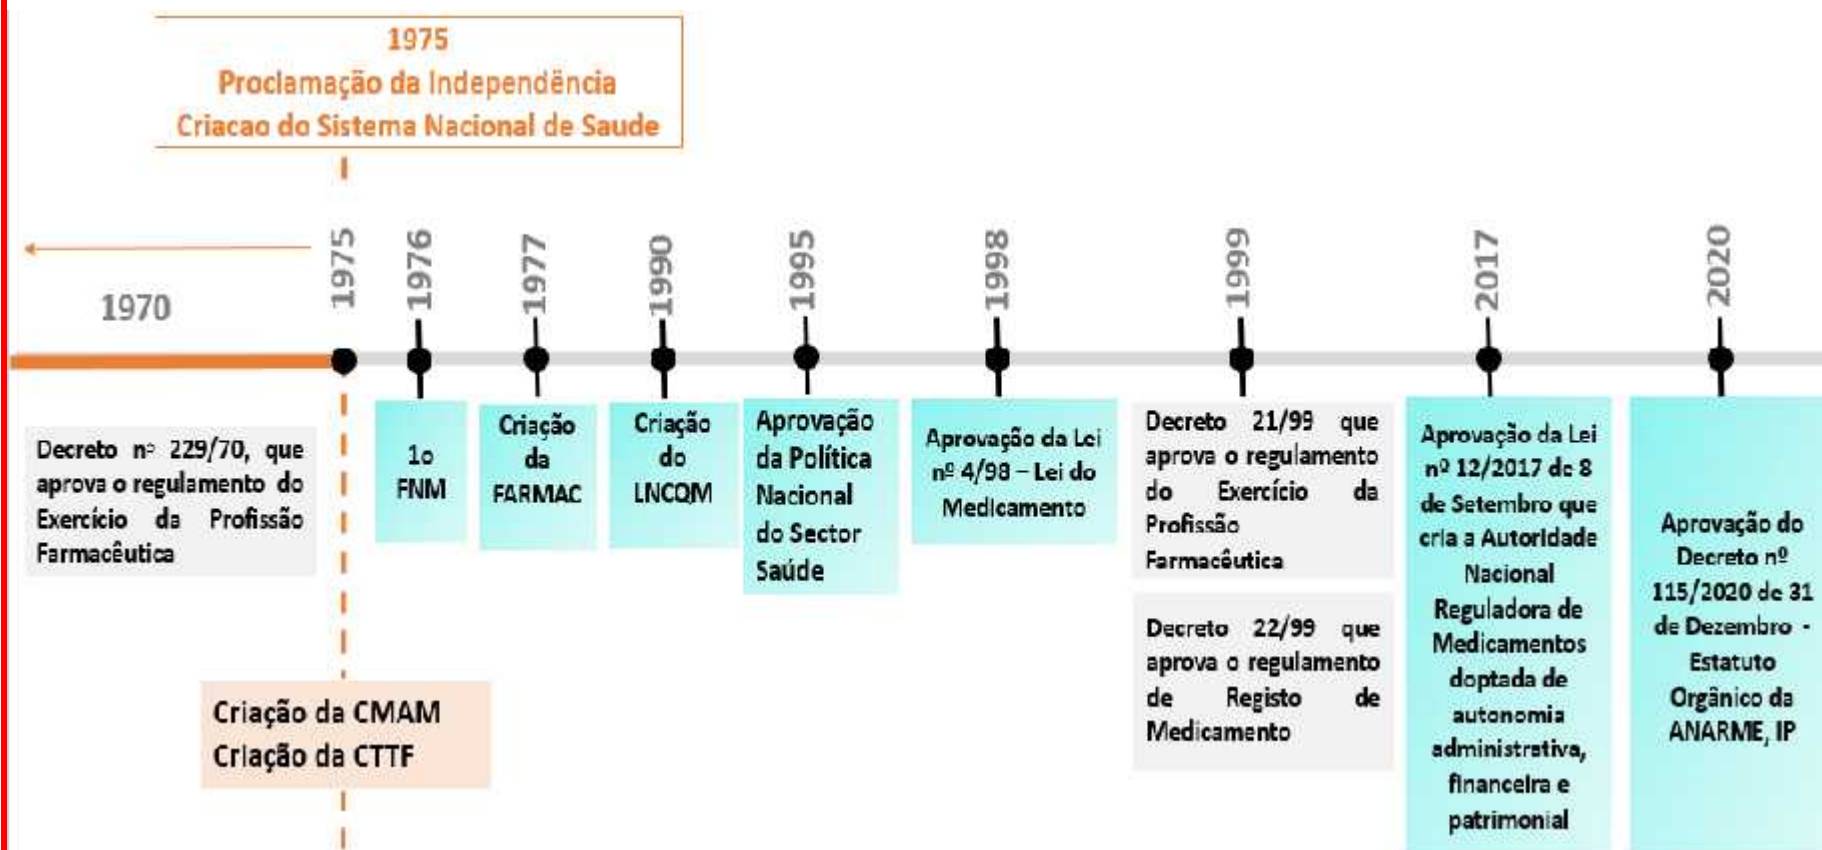 1975
Proclamação da Independência
Criacao do Sistema Nacional de Saude
1970
1975
1976
1977
1990
1995
1998
1999
2017
2020
Decreto nº 229/70, que
aprova o regulamento do
Exercício da Profissão
Farmacêutica
Criação da CMAM
Criação da CTTF
1o
FNM
Criação
da
FARMAC
Criação
do
LNCQM
Aprovação
da Política
Nacional
do Sector
Saúde
Aprovação da Lei
nº 4/98 – Lei do
Medicamento
Decreto 21/99 que
aprova o regulamento
do Exercício da
Profissão
Farmacêutica
Decreto 22/99 que
aprova o regulamento
de Registo de
Medicamento
Aprovação da Lei
nº 12/2017 de 8
de Setembro que
cria a Autoridade
Nacional
Reguladora de
Medicamentos
doptada de
autonomia
administrativa,
financeira e
patrimonial
Aprovação do
Decreto nº
115/2020 de 31
de Dezembro -
Estatuto
Orgânico da
ANARME, IP